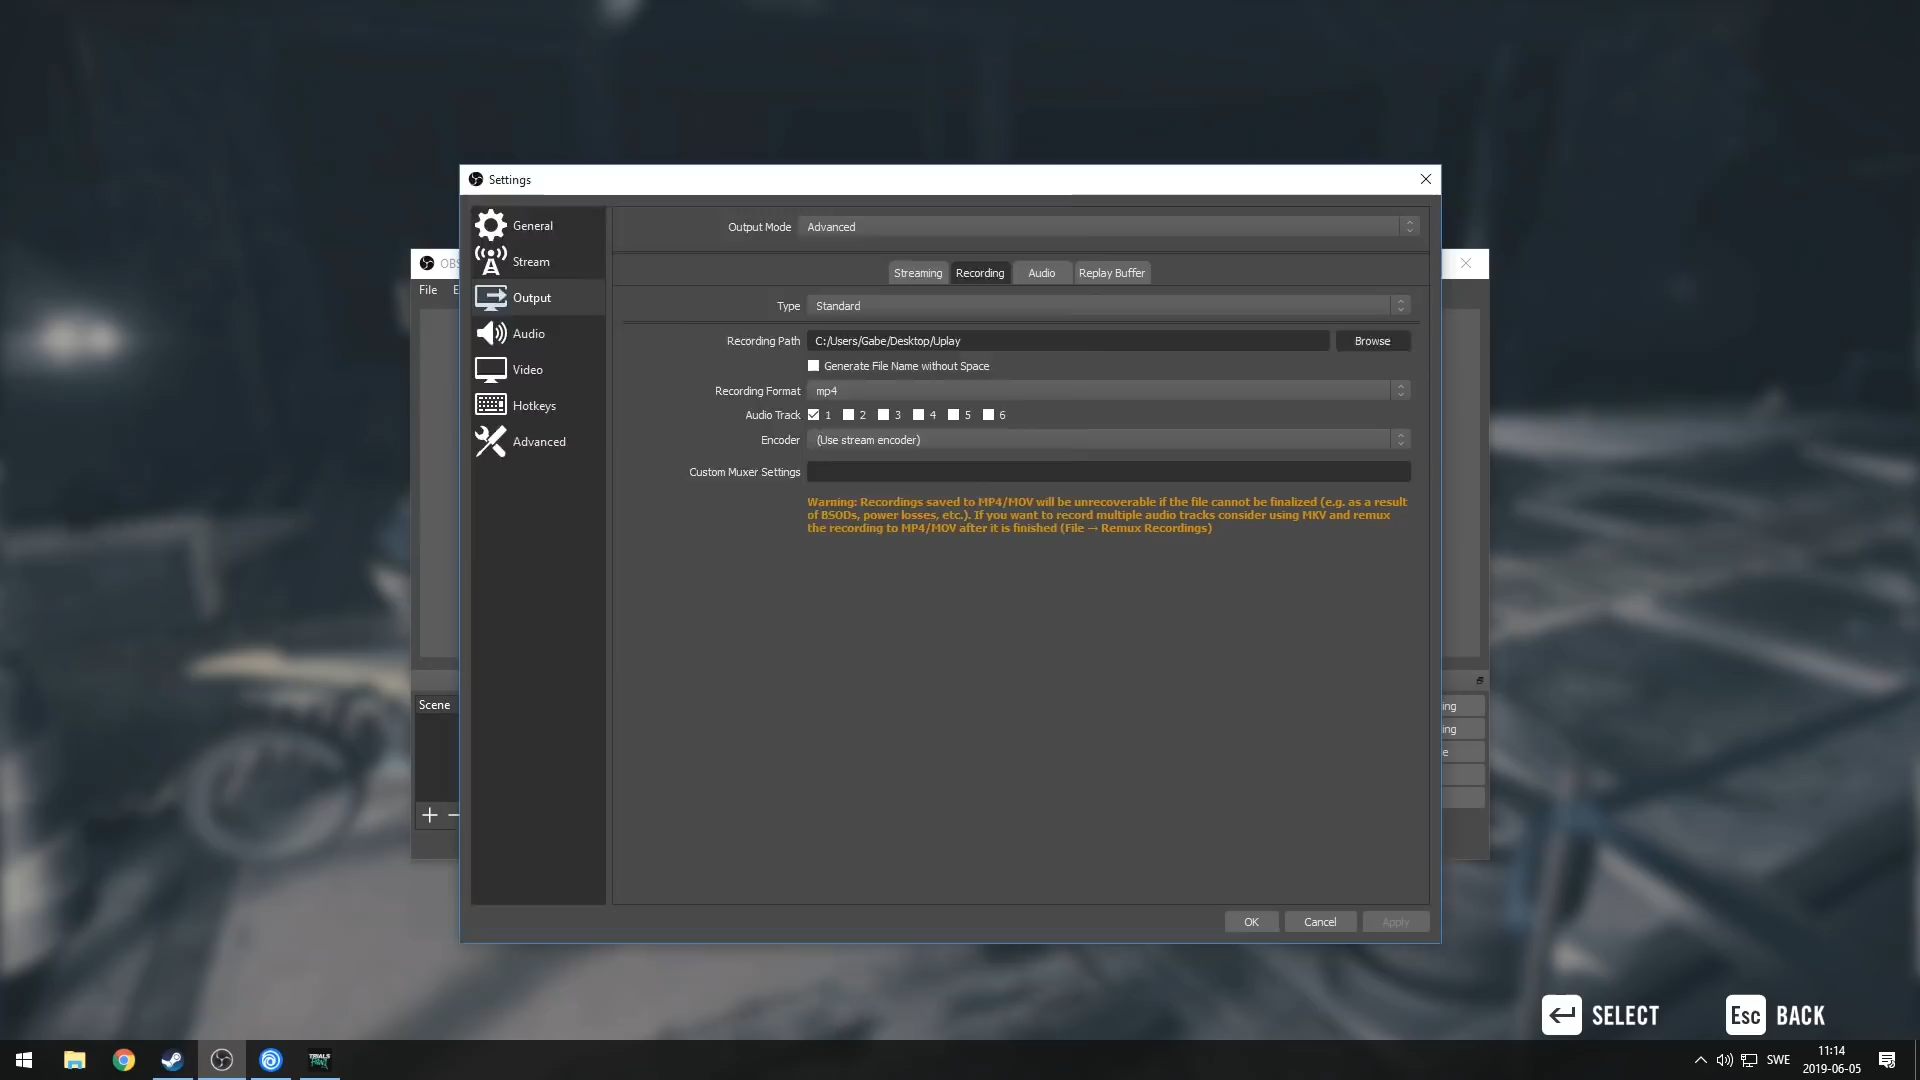 Settings
General
Stream
Output
Audio
Video
Hotkeys
Advanced
Output Mode Advanced
Streaming Recording Audio Replay Buffer
Type Standard
Recording Path C:/Users/Gabe/Desktop/Uplay Browse
Generate File Name without Space
Recording Format mp4
Audio Track 1 2 3 4 5 6
Encoder (Use stream encoder)
Custom Muxer Settings
Warning: Recordings saved to MP4/MOV will be unrecoverable if the file cannot be finalized (e.g. as a result
of BSODs, power losses, etc.). If you want to record multiple audio tracks consider using MKV and remux
the recording to MP4/MOV after it is finished (File → Remux Recordings)
OK Cancel Apply
OBS
File E
Scene
ing
ing
e
SELECT
Esc BACK
TRIALS
SWE
11:14
2019-06-05